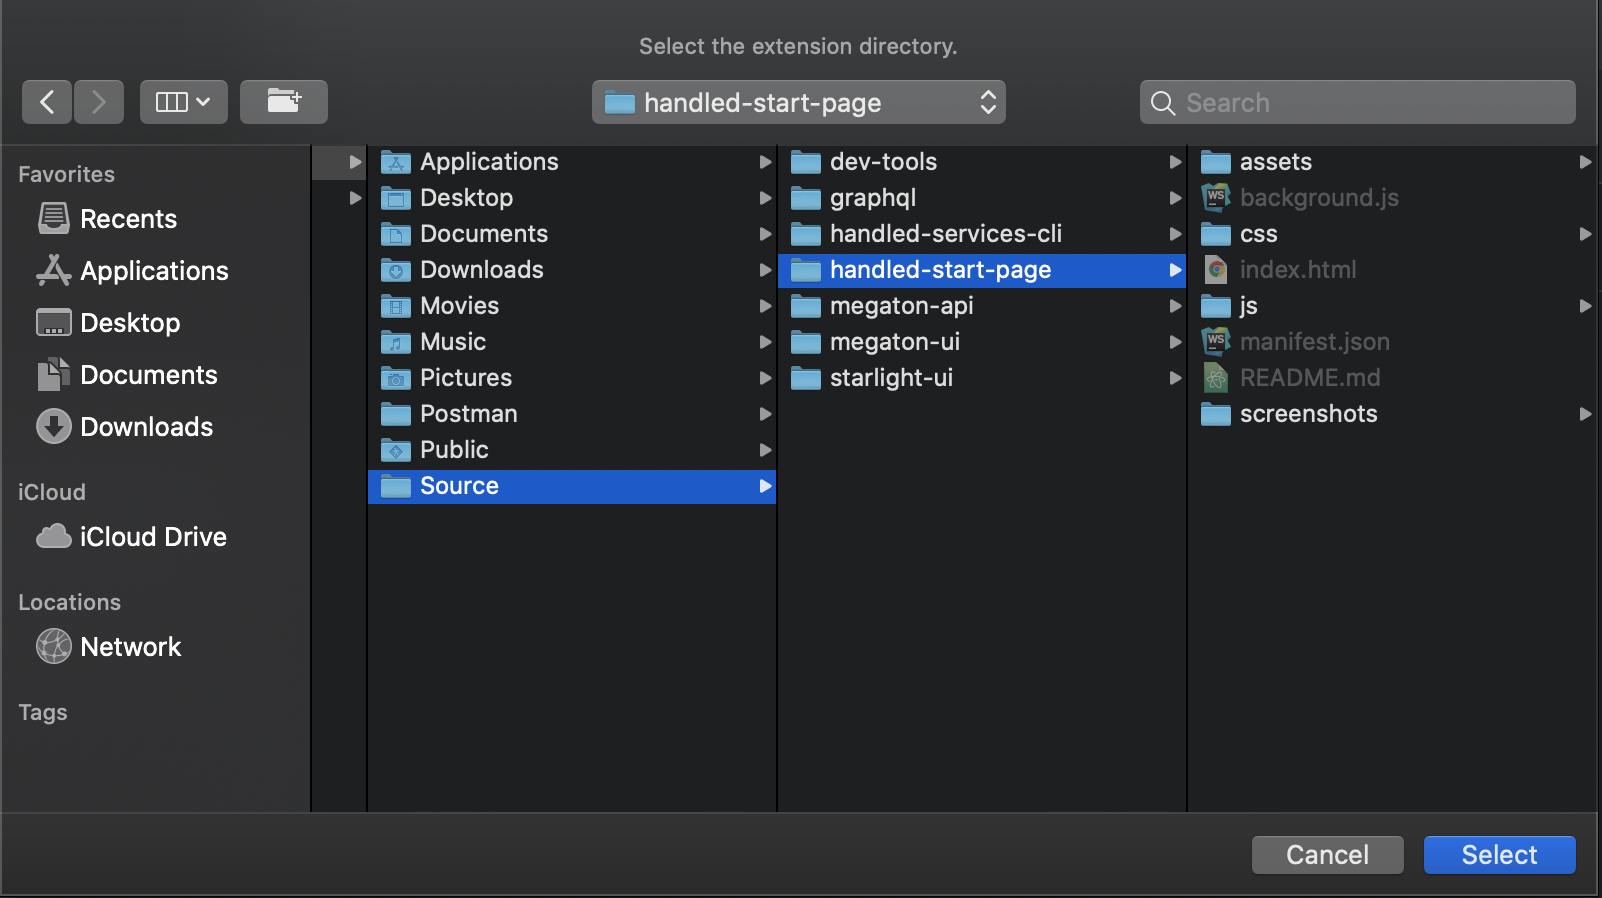 Select the extension directory.
handled-start-page
Search
Favorites
Recents
Applications
Desktop
Documents
Downloads
iCloud
iCloud Drive
Locations
Network
Tags
Applications
Desktop
Documents
Downloads
Movies
Music
Pictures
Postman
Public
Source
dev-tools
graphql
handled-services-cli
handled-start-page
megaton-api
megaton-ui
starlight-ui
assets
WS
background.js
css
index.html
js
WS
manifest.json
README.md
screenshots
Cancel
Select